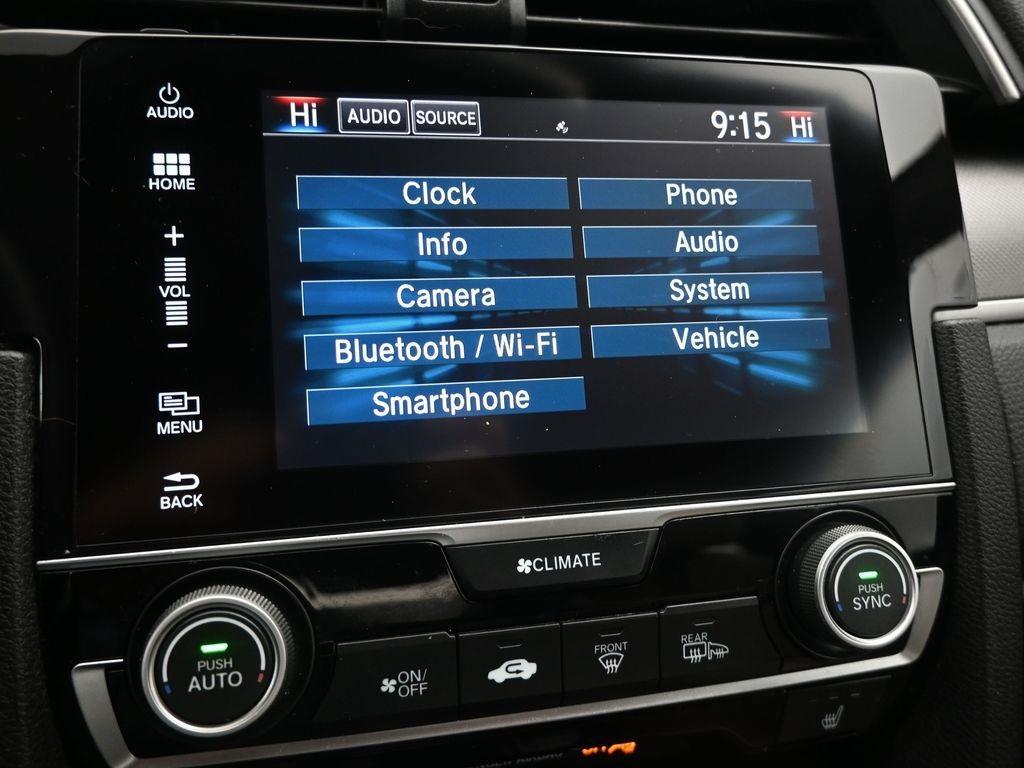 AUDIO
HOME
+
VOL
−
MENU
BACK
Hi AUDIO SOURCE 9:15 Hi
Clock Phone
Info Audio
Camera System
Bluetooth / Wi-Fi Vehicle
Smartphone
CLIMATE
PUSH
AUTO
ON/
OFF
FRONT
REAR
PUSH
SYNC